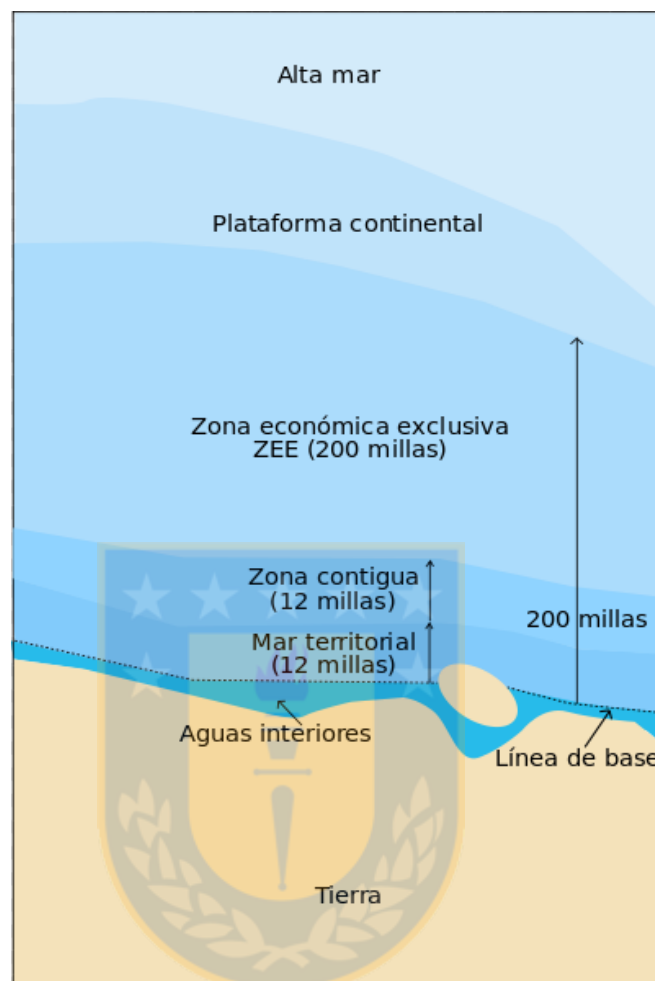 Alta mar
Plataforma continental
Zona económica exclusiva
ZEE (200 millas)
Zona contigua
(12 millas)
200 millas
Mar territorial
(12 millas)
Aguas interiores
Línea de base
Tierra